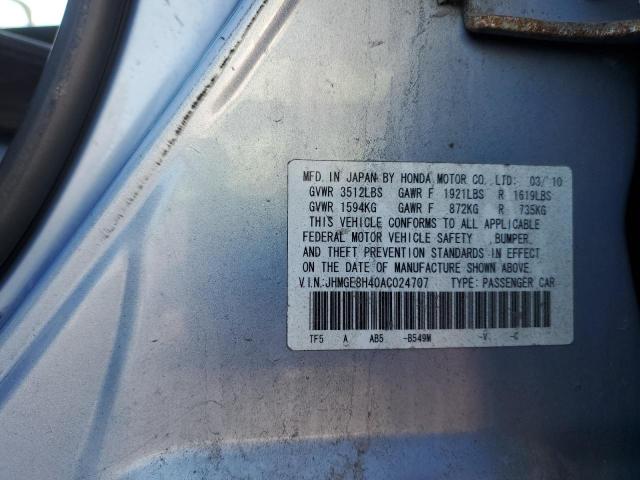 MFD. IN JAPAN BY HONDA MOTOR CO., LTD: 03/'10
GVWR 3512LBS GAWR F 1921LBS R 1619LBS
GVWR 1594KG GAWR F 872KG R 735KG
THIS VEHICLE CONFORMS TO ALL APPLICABLE
FEDERAL MOTOR VEHICLE SAFETY ,BUMPER,
AND THEFT PREVENTION STANDARDS IN EFFECT
ON THE DATE OF MANUFACTURE SHOWN ABOVE.
V.I.N.:JHMGE8H40AC024707 TYPE: PASSENGER CAR
TF5 A AB5 -B549M -V -C